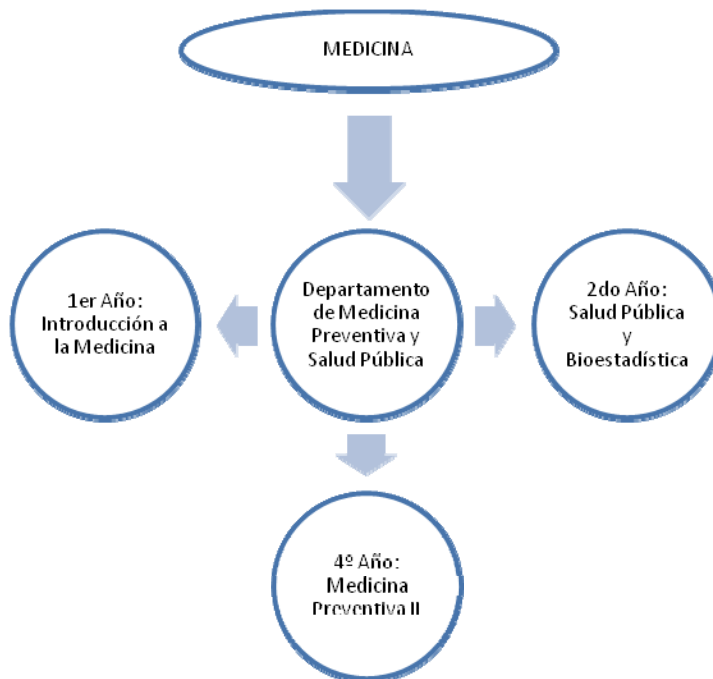 MEDICINA
1er Año:
Introducción a
la Medicina
Departamento
de Medicina
Preventiva y
Salud Pública
2do Año:
Salud Pública
y
Bioestadística
4º Año:
Medicina
Preventiva II